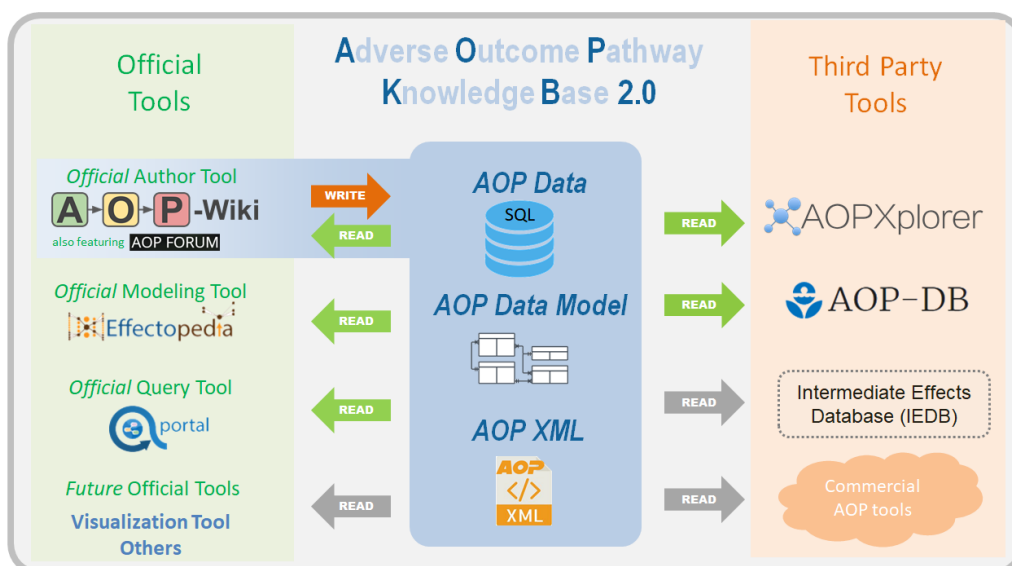 Official
Tools
Adverse Outcome Pathway
Knowledge Base 2.0
Third Party
Tools
Official Author Tool
A O P -Wiki
also featuring AOP FORUM
WRITE
READ
AOP Data
SQL
READ
AOPXplorer
Official Modeling Tool
Effectopedia
READ
AOP Data Model
READ
AOP-DB
Official Query Tool
portal
READ
READ
Intermediate Effects
Database (IEDB)
AOP XML
Future Official Tools
Visualization Tool
Others
READ
AOP
</>
XML
READ
Commercial
AOP tools